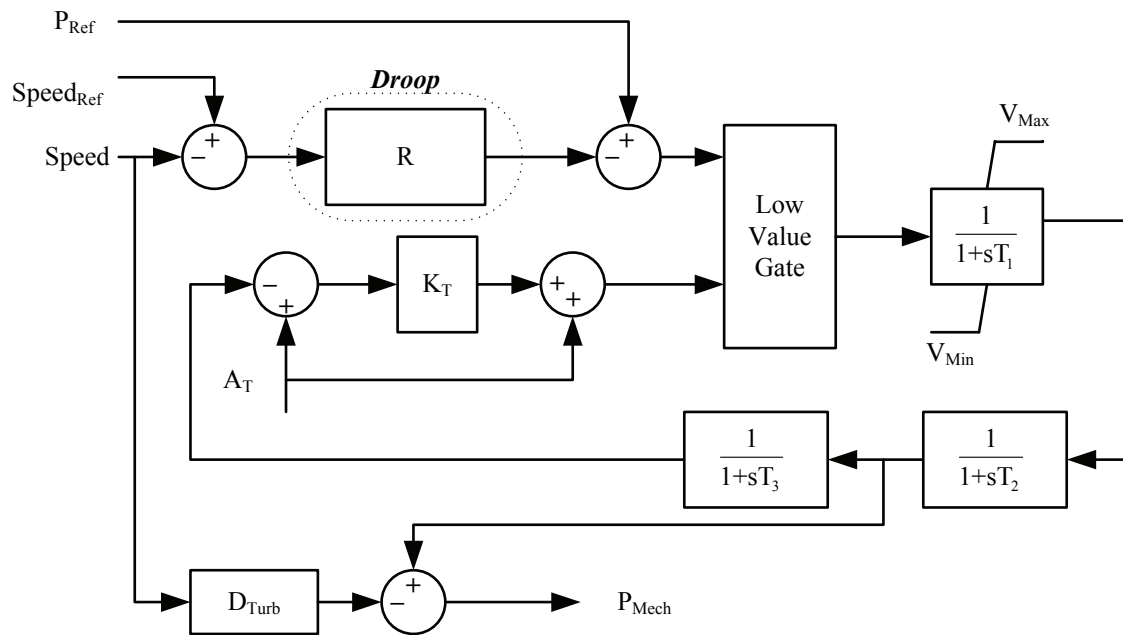 P_Ref
Speed_Ref
Speed
Droop
+
−
R
+
−
Low
Value
Gate
V_Max
1
1+sT_1
V_Min
−
+
K_T
+
+
A_T
1
1+sT_3
1
1+sT_2
D_Turb
+
−
P_Mech